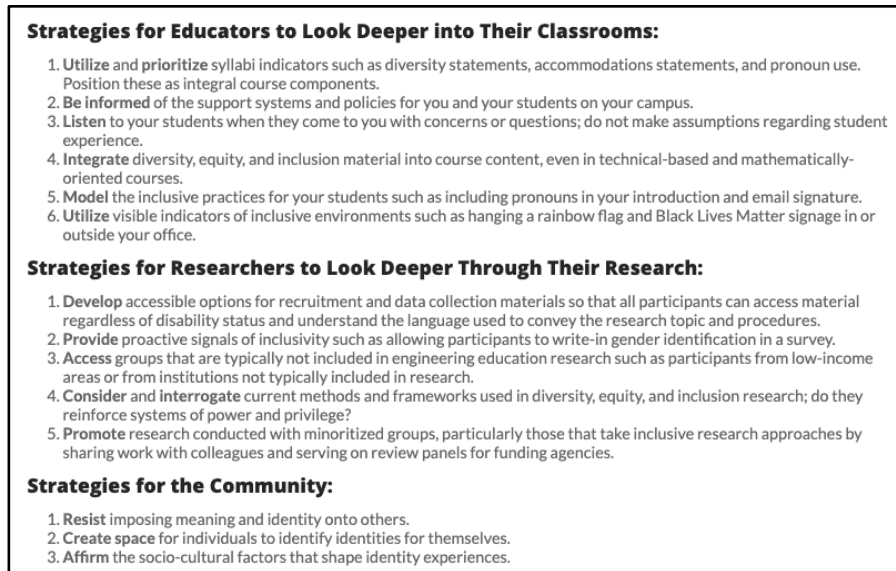 Strategies for Educators to Look Deeper into Their Classrooms:
1. Utilize and prioritize syllabi indicators such as diversity statements, accommodations statements, and pronoun use.
Position these as integral course components.
2. Be informed of the support systems and policies for you and your students on your campus.
3. Listen to your students when they come to you with concerns or questions; do not make assumptions regarding student
experience.
4. Integrate diversity, equity, and inclusion material into course content, even in technical-based and mathematically-
oriented courses.
5. Model the inclusive practices for your students such as including pronouns in your introduction and email signature.
6. Utilize visible indicators of inclusive environments such as hanging a rainbow flag and Black Lives Matter signage in or
outside your office.
Strategies for Researchers to Look Deeper Through Their Research:
1. Develop accessible options for recruitment and data collection materials so that all participants can access material
regardless of disability status and understand the language used to convey the research topic and procedures.
2. Provide proactive signals of inclusivity such as allowing participants to write-in gender identification in a survey.
3. Access groups that are typically not included in engineering education research such as participants from low-income
areas or from institutions not typically included in research.
4. Consider and interrogate current methods and frameworks used in diversity, equity, and inclusion research; do they
reinforce systems of power and privilege?
5. Promote research conducted with minoritized groups, particularly those that take inclusive research approaches by
sharing work with colleagues and serving on review panels for funding agencies.
Strategies for the Community:
1. Resist imposing meaning and identity onto others.
2. Create space for individuals to identify identities for themselves.
3. Affirm the socio-cultural factors that shape identity experiences.